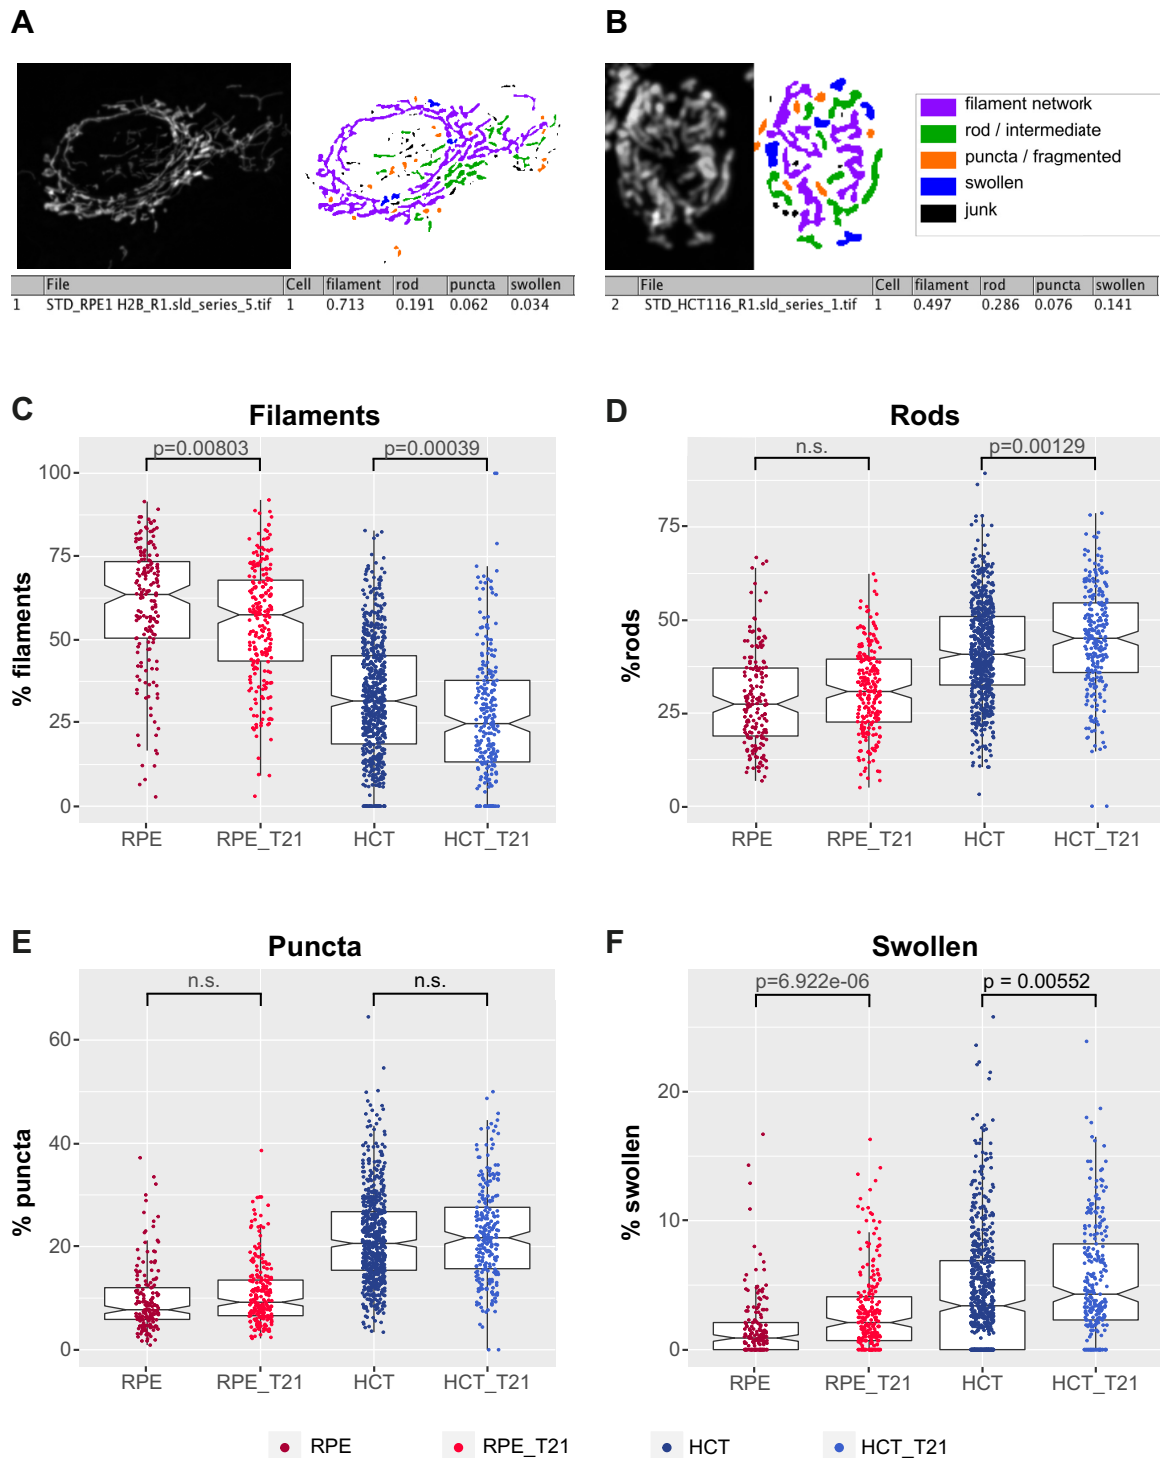 A
B
filament network
rod / intermediate
puncta / fragmented
swollen
junk
File Cell filament rod puncta swollen
1 STD_RPE1 H2B_R1.sld_series_5.tif 1 0.713 0.191 0.062 0.034
File Cell filament rod puncta swollen
2 STD_HCT116_R1.sld_series_1.tif 1 0.497 0.286 0.076 0.141
C
Filaments
p=0.00803
p=0.00039
% filaments
100
75
50
25
0
RPE RPE_T21 HCT HCT_T21
D
Rods
n.s.
p=0.00129
%rods
75
50
25
0
RPE RPE_T21 HCT HCT_T21
E
Puncta
n.s.
n.s.
% puncta
60
40
20
0
RPE RPE_T21 HCT HCT_T21
F
Swollen
p=6.922e-06
p = 0.00552
% swollen
20
10
0
RPE RPE_T21 HCT HCT_T21
RPE RPE_T21 HCT HCT_T21